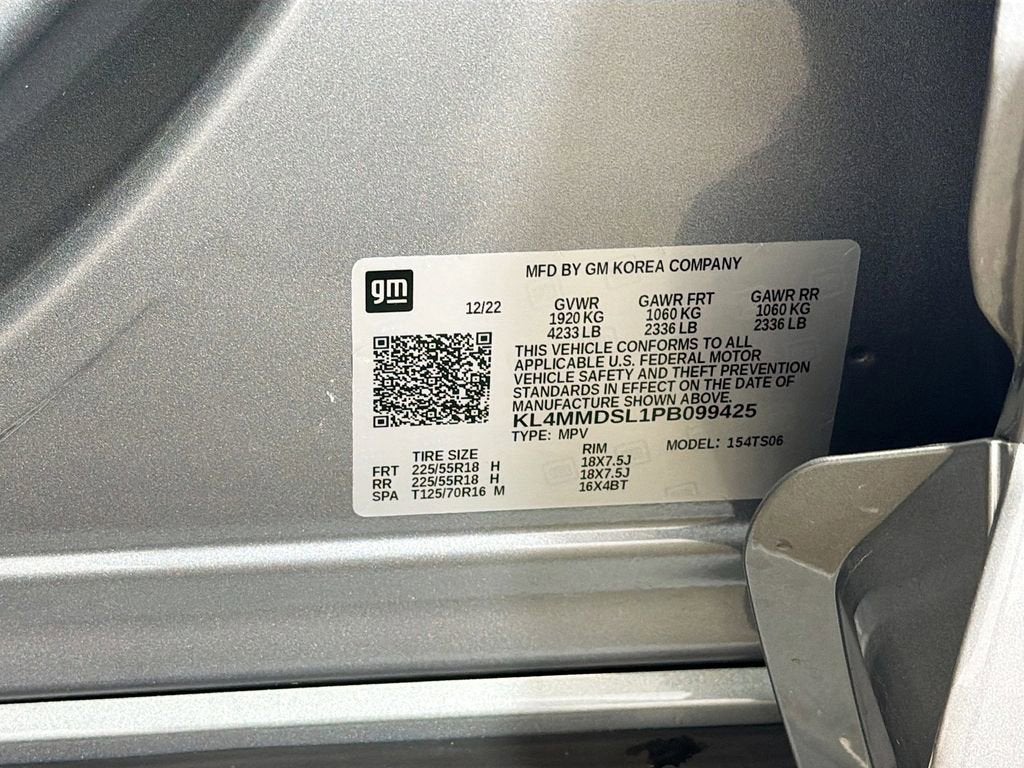 MFD BY GM KOREA COMPANY
gm
12/22
GVWR GAWR FRT GAWR RR
1920 KG 1060 KG 1060 KG
4233 LB 2336 LB 2336 LB
THIS VEHICLE CONFORMS TO ALL
APPLICABLE U.S. FEDERAL MOTOR
VEHICLE SAFETY AND THEFT PREVENTION
STANDARDS IN EFFECT ON THE DATE OF
MANUFACTURE SHOWN ABOVE.
KL4MMDSL1PB099425
TYPE: MPV MODEL: 154TS06
TIRE SIZE RIM
FRT 225/55R18 H 18X7.5J
RR 225/55R18 H 18X7.5J
SPA T125/70R16 M 16X4BT